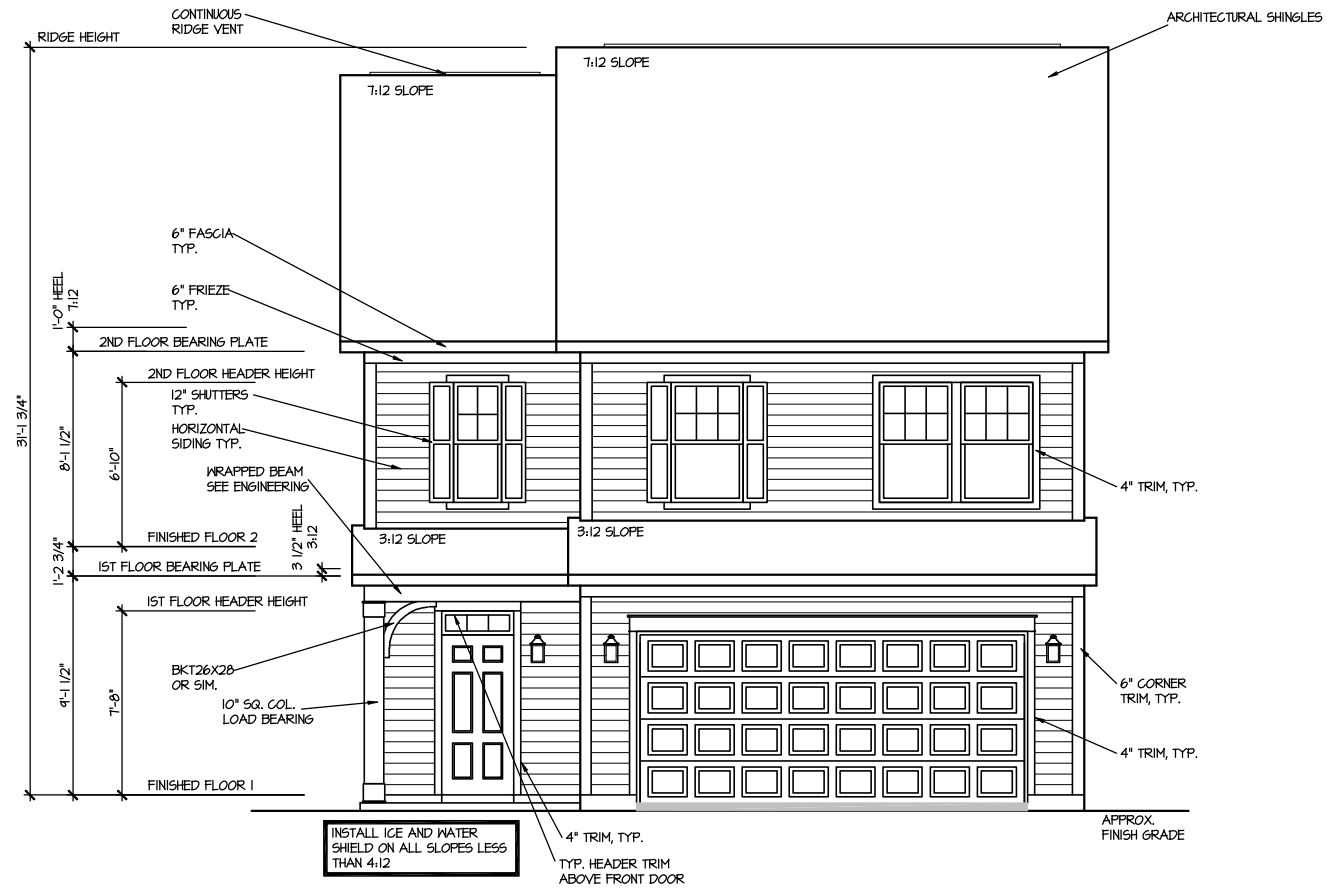 CONTINUOUS
RIDGE VENT
ARCHITECTURAL SHINGLES
RIDGE HEIGHT
7:12 SLOPE
7:12 SLOPE
6" FASCIA
TYP.
1'-0" HEEL
7:12
6" FRIEZE
TYP.
2ND FLOOR BEARING PLATE
2ND FLOOR HEADER HEIGHT
12" SHUTTERS
TYP.
31'-1 3/4"
8'-1 1/2"
6'-10"
HORIZONTAL
SIDING TYP.
WRAPPED BEAM
SEE ENGINEERING
4" TRIM, TYP.
3 1/2" HEEL
3:12
FINISHED FLOOR 2
3:12 SLOPE
3:12 SLOPE
1'-2 3/4"
1ST FLOOR BEARING PLATE
1ST FLOOR HEADER HEIGHT
9'-1 1/2"
7'-8"
BKT26X28
OR SIM.
10" SQ. COL.
LOAD BEARING
6" CORNER
TRIM, TYP.
4" TRIM, TYP.
FINISHED FLOOR 1
APPROX.
FINISH GRADE
INSTALL ICE AND WATER
SHIELD ON ALL SLOPES LESS
THAN 4:12
4" TRIM, TYP.
TYP. HEADER TRIM
ABOVE FRONT DOOR